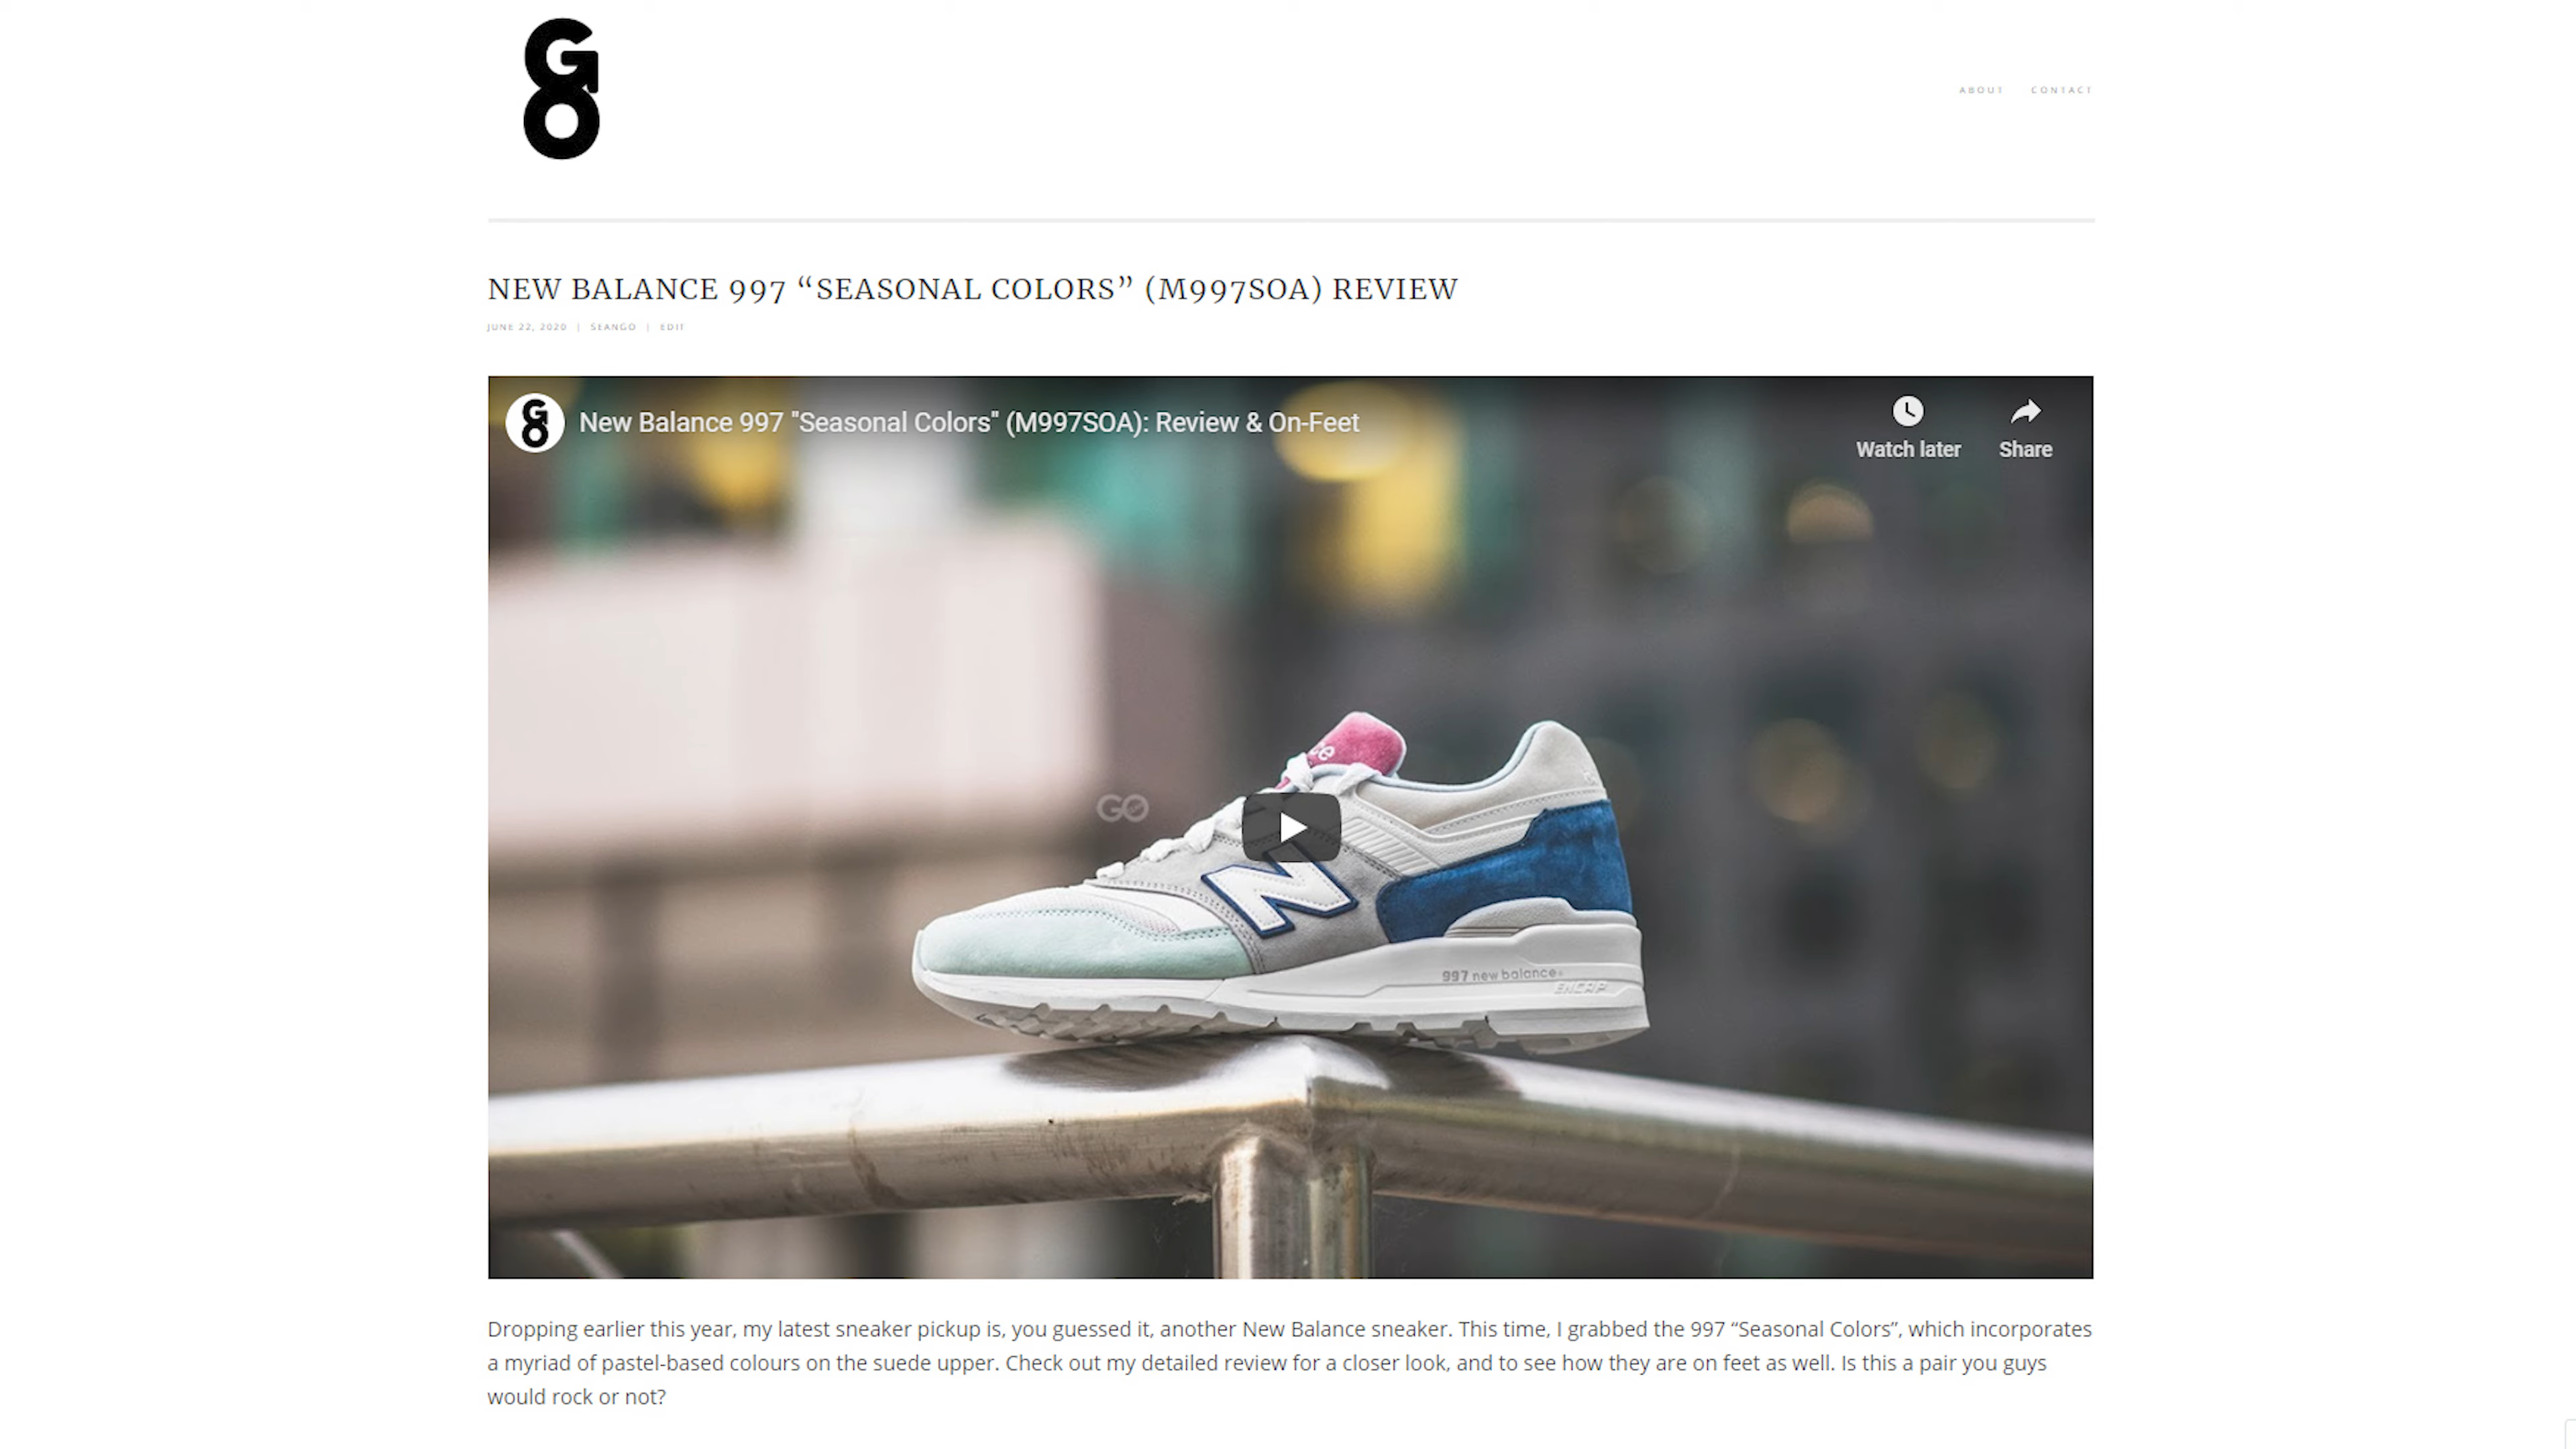 GO
ABOUT CONTACT
NEW BALANCE 997 “SEASONAL COLORS” (M997SOA) REVIEW
JUNE 22, 2020 | SEANGO | EDIT
GO
New Balance 997 "Seasonal Colors" (M997SOA): Review & On-Feet
Watch later
Share
ce
GO
N
997 new balance
ENCAP
Dropping earlier this year, my latest sneaker pickup is, you guessed it, another New Balance sneaker. This time, I grabbed the 997 “Seasonal Colors”, which incorporates
a myriad of pastel-based colours on the suede upper. Check out my detailed review for a closer look, and to see how they are on feet as well. Is this a pair you guys
would rock or not?